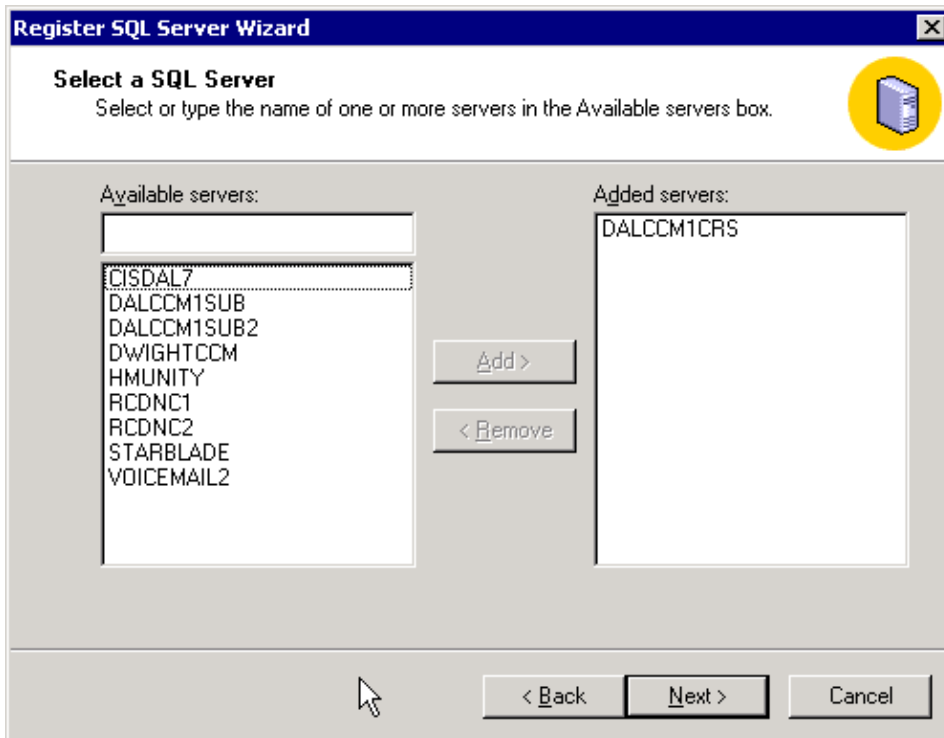 Register SQL Server Wizard
Select a SQL Server
Select or type the name of one or more servers in the Available servers box.
Available servers:
CISDAL7
DALCCM1SUB
DALCCM1SUB2
DWIGHTCCM
HMUNITY
RCDNC1
RCDNC2
STARBLADE
VOICEMAIL2
Add >
< Remove
Added servers:
DALCCM1CRS
< Back
Next >
Cancel